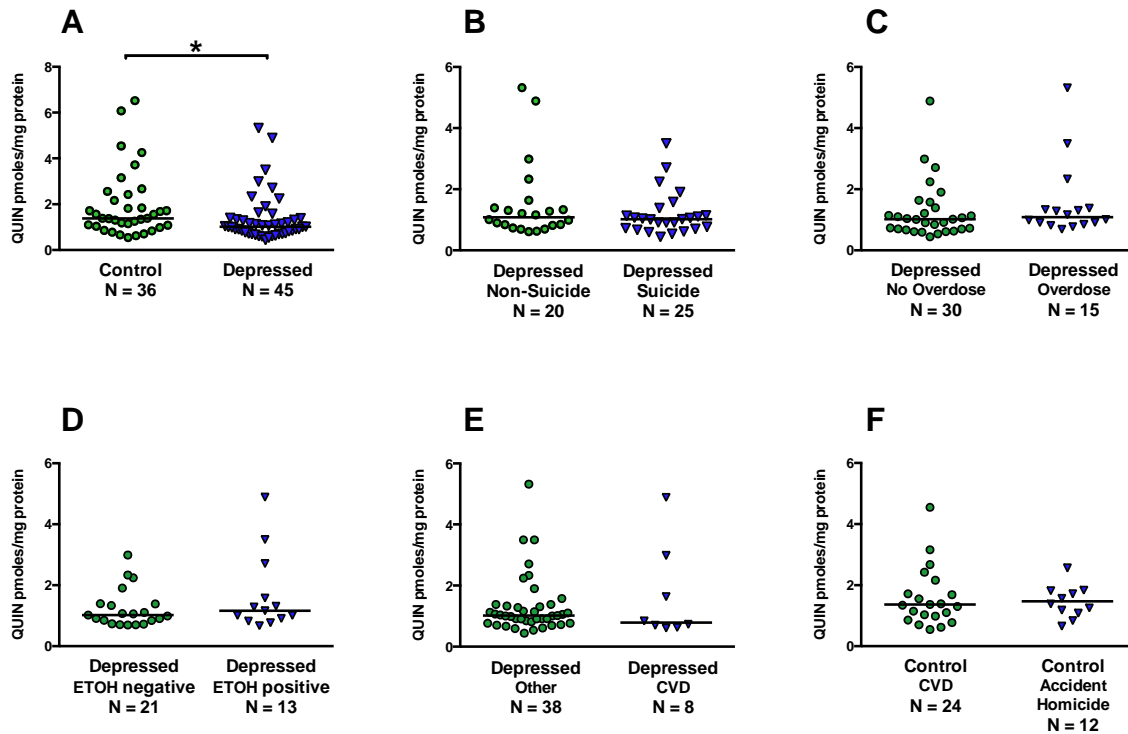 A
B
C
*
QUIN pmoles/mg protein
8
6
4
2
0
Control
N = 36
Depressed
N = 45
QUIN pmoles/mg protein
6
4
2
0
Depressed
Non-Suicide
N = 20
Depressed
Suicide
N = 25
QUIN pmoles/mg protein
6
4
2
0
Depressed
No Overdose
N = 30
Depressed
Overdose
N = 15
D
E
F
QUIN pmoles/mg protein
6
4
2
0
Depressed
ETOH negative
N = 21
Depressed
ETOH positive
N = 13
QUIN pmoles/mg protein
6
4
2
0
Depressed
Other
N = 38
Depressed
CVD
N = 8
QUIN pmoles/mg protein
6
4
2
0
Control
CVD
N = 24
Control
Accident
Homicide
N = 12